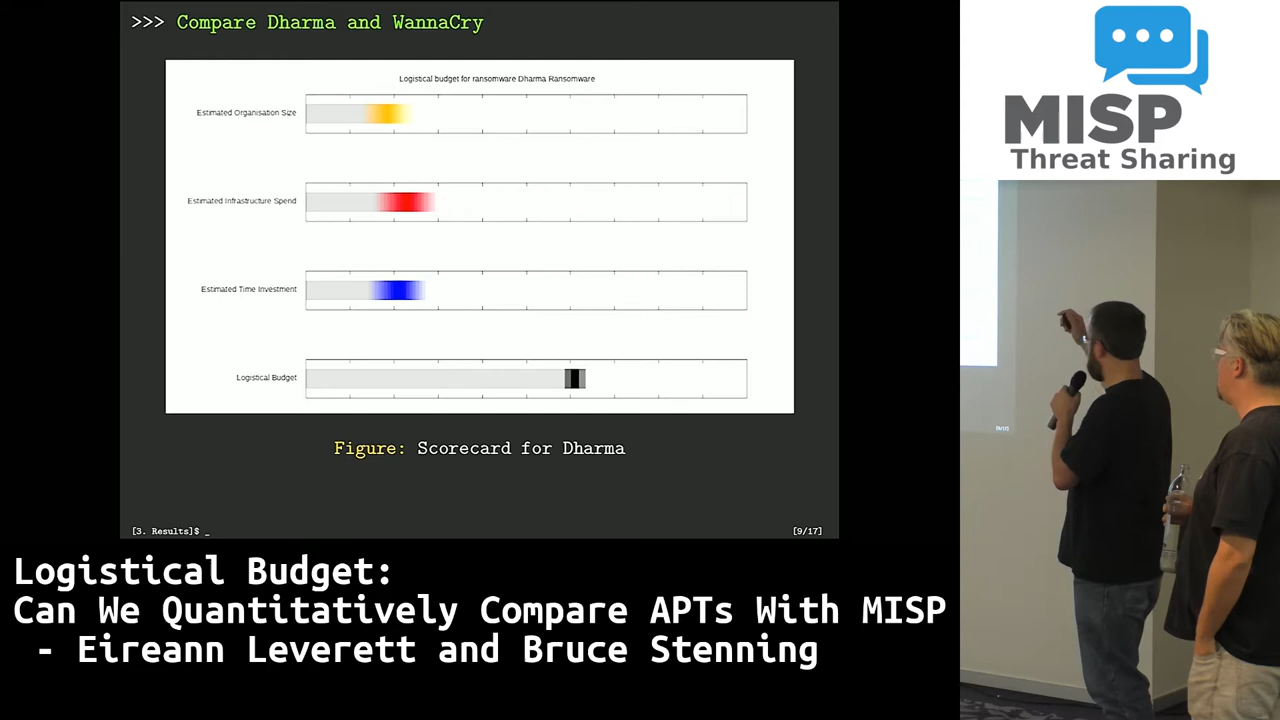 >>> Compare Dharma and WannaCry
Logistical budget for ransomware Dharma Ransomware
Estimated Organisation Size
Estimated Infrastructure Spend
Estimated Time Investment
Logistical Budget
Figure: Scorecard for Dharma
[3. Results]$ _
[9/17]
MISP
Threat Sharing
Logistical Budget:
Can We Quantitatively Compare APTs With MISP
- Eireann Leverett and Bruce Stenning